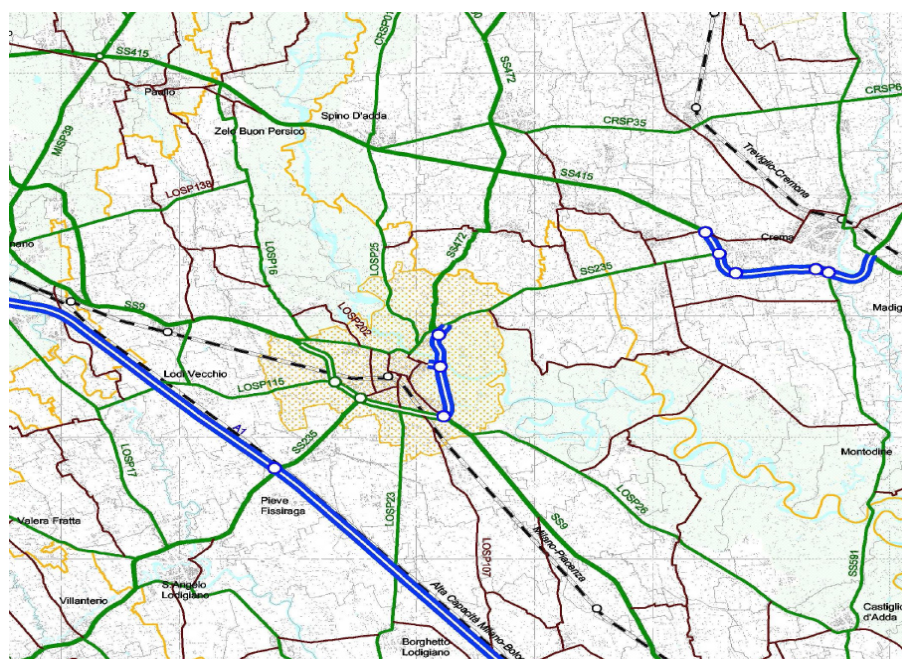 SS415
Paullo
CRSP01
SS472
CRSP6
MISP39
Zelo Buon Persico
Spino D'adda
CRSP35
Treviglio-Cremona
LOSP138
SS415
LOSP16
LOSP25
SS472
Crema
SS235
SS9
LOSP202
Madig
Lodi Vecchio
LOSP115
A1
SS235
LOSP17
Montodine
Pieve
Fissiraga
LOSP23
LOSP26
SS9
Valera Fratta
Milano-Piacenza
LOSP107
SS591
S.Angelo
Lodigiano
Villanterio
Alta Capacità Milano-Bolo
Castiglio
d'Adda
Borghetto
Lodigiano